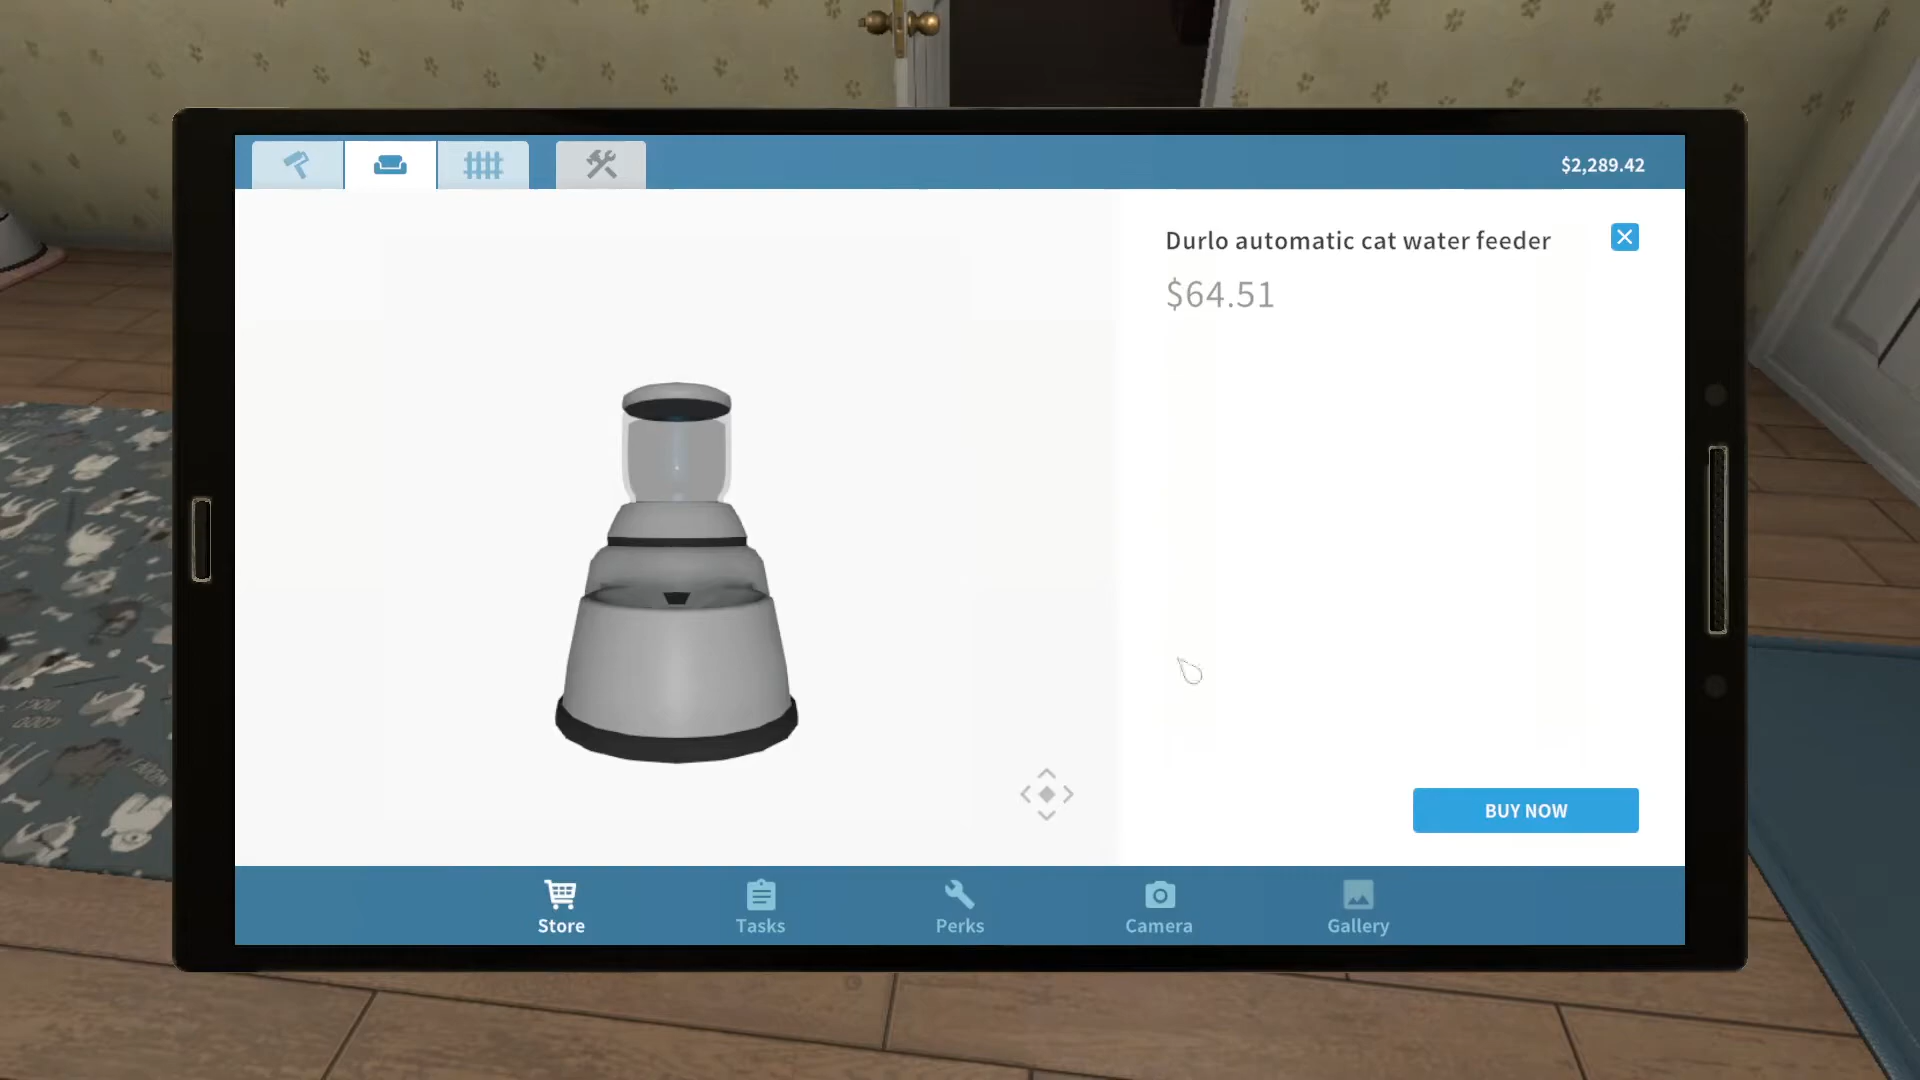 $2,289.42
Durlo automatic cat water feeder
$64.51
BUY NOW
Store
Tasks
Perks
Camera
Gallery